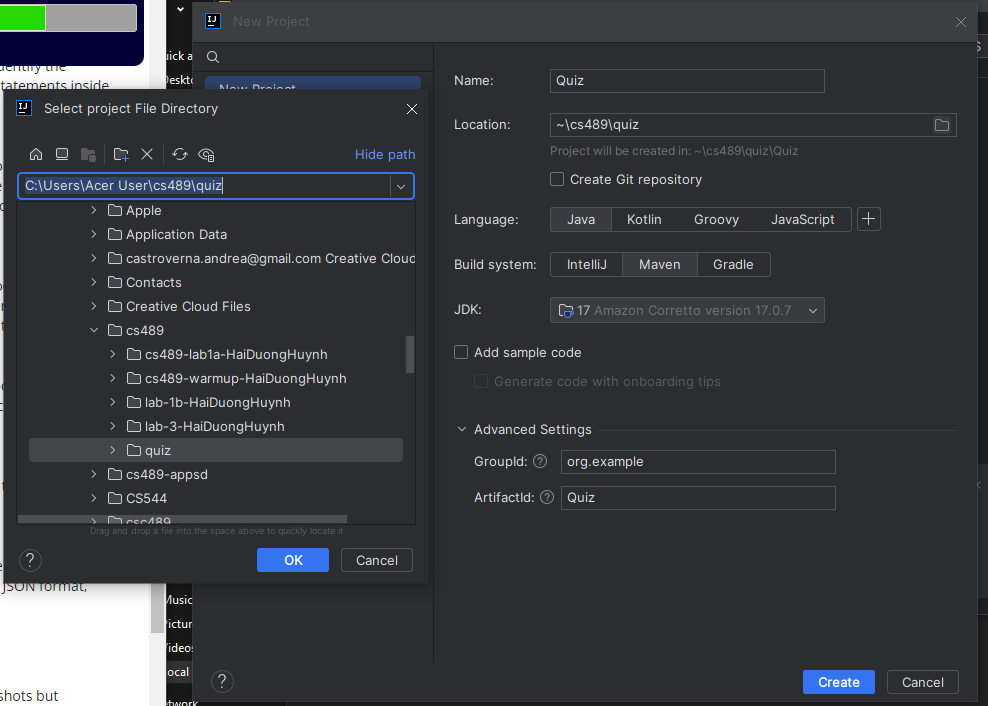 New Project
New Project
Name:
Quiz
Location:
~\cs489\quiz
Project will be created in: ~\cs489\quiz\Quiz
Create Git repository
Language:
Java
Kotlin
Groovy
JavaScript
Build system:
IntelliJ
Maven
Gradle
JDK:
17 Amazon Corretto version 17.0.7
Add sample code
Generate code with onboarding tips
Advanced Settings
GroupId:
org.example
ArtifactId:
Quiz
Create
Cancel
Select project File Directory
Hide path
C:\Users\Acer User\cs489\quiz
Apple
Application Data
castroverna.andrea@gmail.com Creative Cloud
Contacts
Creative Cloud Files
cs489
cs489-lab1a-HaiDuongHuynh
cs489-warmup-HaiDuongHuynh
lab-1b-HaiDuongHuynh
lab-3-HaiDuongHuynh
quiz
cs489-appsd
CS544
csc489
Drag and drop a file into the space above to quickly locate it
OK
Cancel
dentify the
tatements inside
JSON format,
shots but
uick a
Deskto
Music
ictur
ideos
ocal
etwork